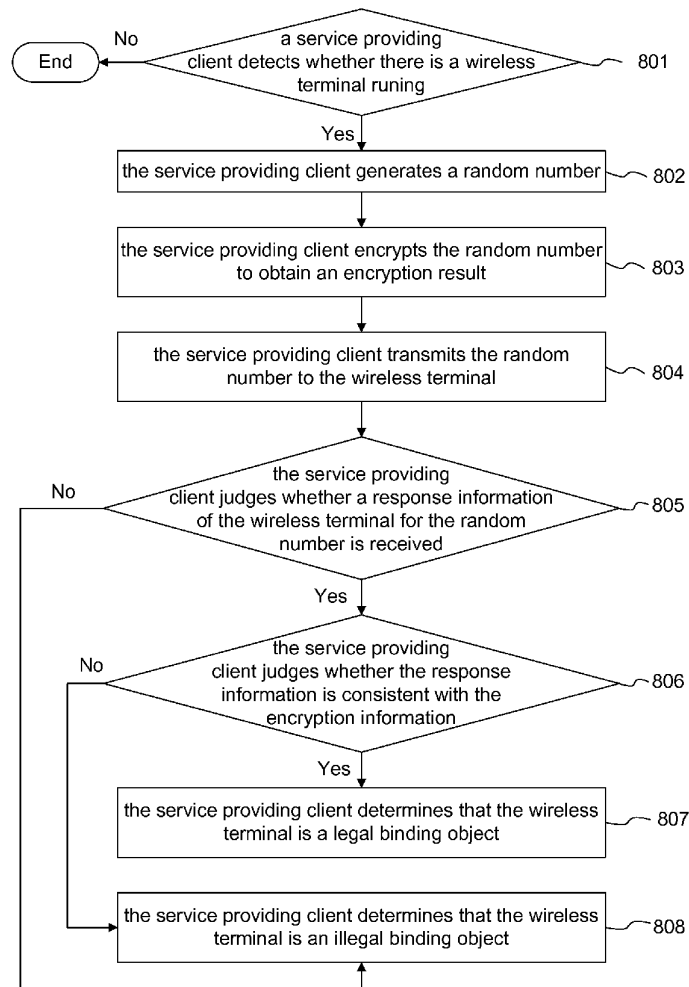 No
End
a service providing
client detects whether there is a wireless
terminal runing
801
Yes
the service providing client generates a random number
802
the service providing client encrypts the random number
to obtain an encryption result
803
the service providing client transmits the random
number to the wireless terminal
804
No
the service providing
client judges whether a response information
of the wireless terminal for the random
number is received
805
Yes
No
the service providing
client judges whether the response
information is consistent with the
encryption information
806
Yes
the service providing client determines that the wireless
terminal is a legal binding object
807
the service providing client determines that the wireless
terminal is an illegal binding object
808